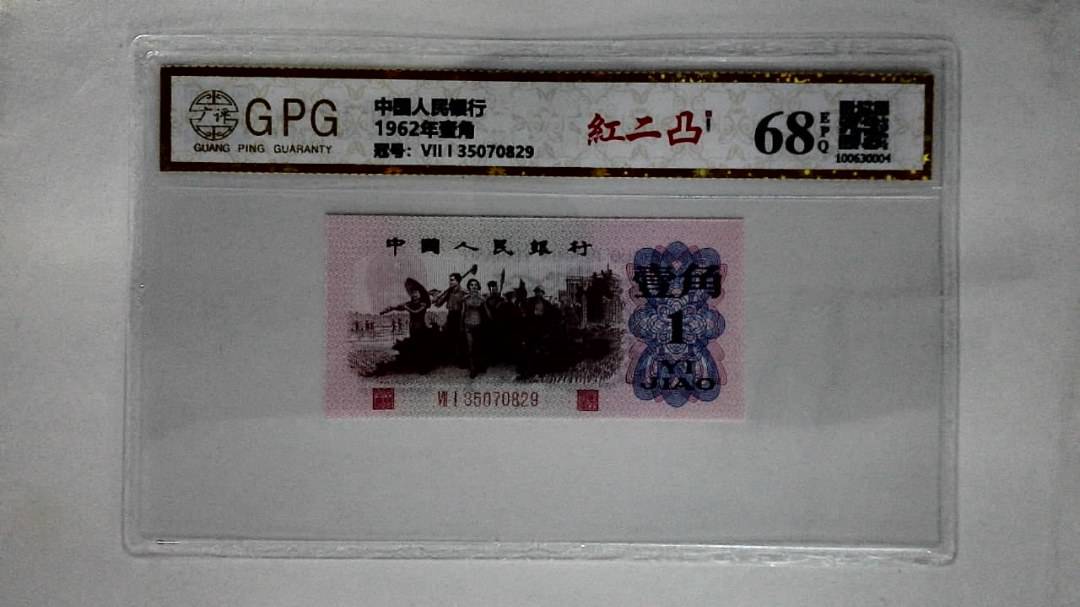 GPG
GUANG PING GUARANTY
中国人民银行
1962年壹角
冠号：VII I 35070829
紅二凸
68
EPQ
100630004
中國人民銀行
壹角
1
YI
JIAO
VII I 35070829